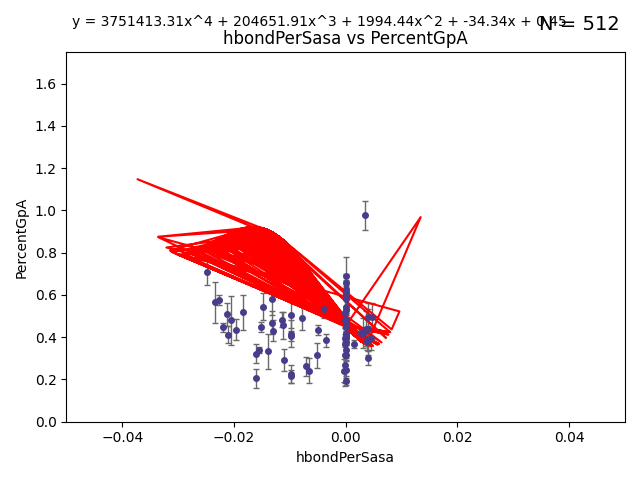 y = 3751413.31x^4 + 204651.91x^3 + 1994.44x^2 + -34.34x + 0.45
N = 512
hbondPerSasa vs PercentGpA
PercentGpA
1.6
1.4
1.2
1.0
0.8
0.6
0.4
0.2
0.0
−0.04 −0.02 0.00 0.02 0.04
hbondPerSasa